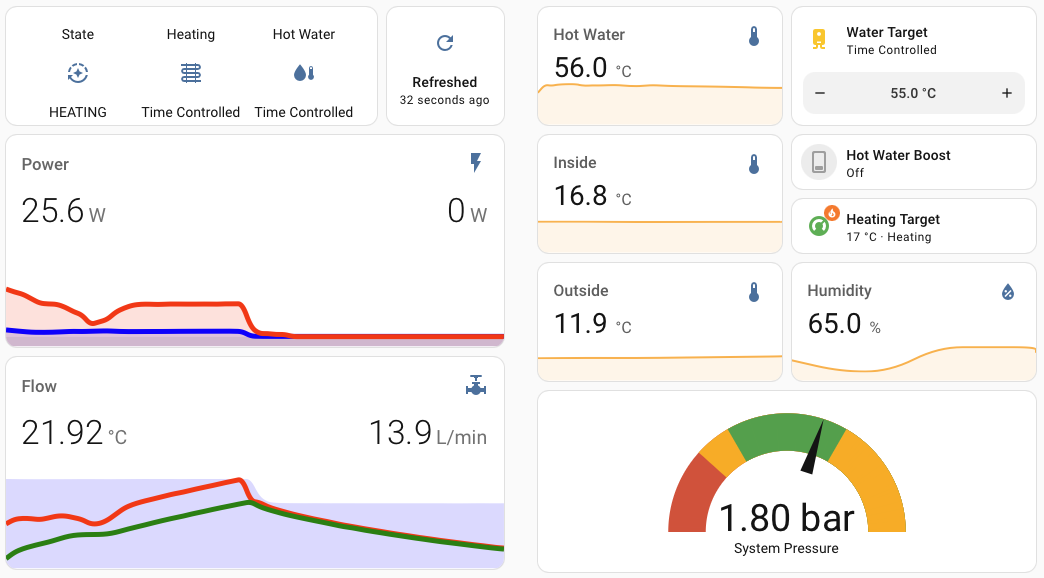 State
Heating
Hot Water
HEATING
Time Controlled
Time Controlled
Refreshed
32 seconds ago
Power
25.6 W
0 W
Flow
21.92 °C
13.9 L/min
Hot Water
56.0 °C
Water Target
Time Controlled
− 55.0 °C +
Inside
16.8 °C
Hot Water Boost
Off
Heating Target
17 °C · Heating
Outside
11.9 °C
Humidity
65.0 %
1.80 bar
System Pressure